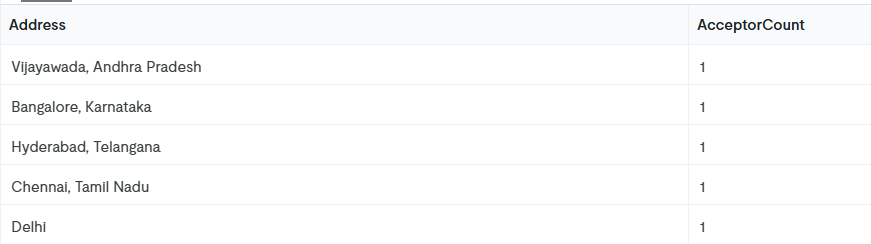 Address AcceptorCount
Vijayawada, Andhra Pradesh 1
Bangalore, Karnataka 1
Hyderabad, Telangana 1
Chennai, Tamil Nadu 1
Delhi 1